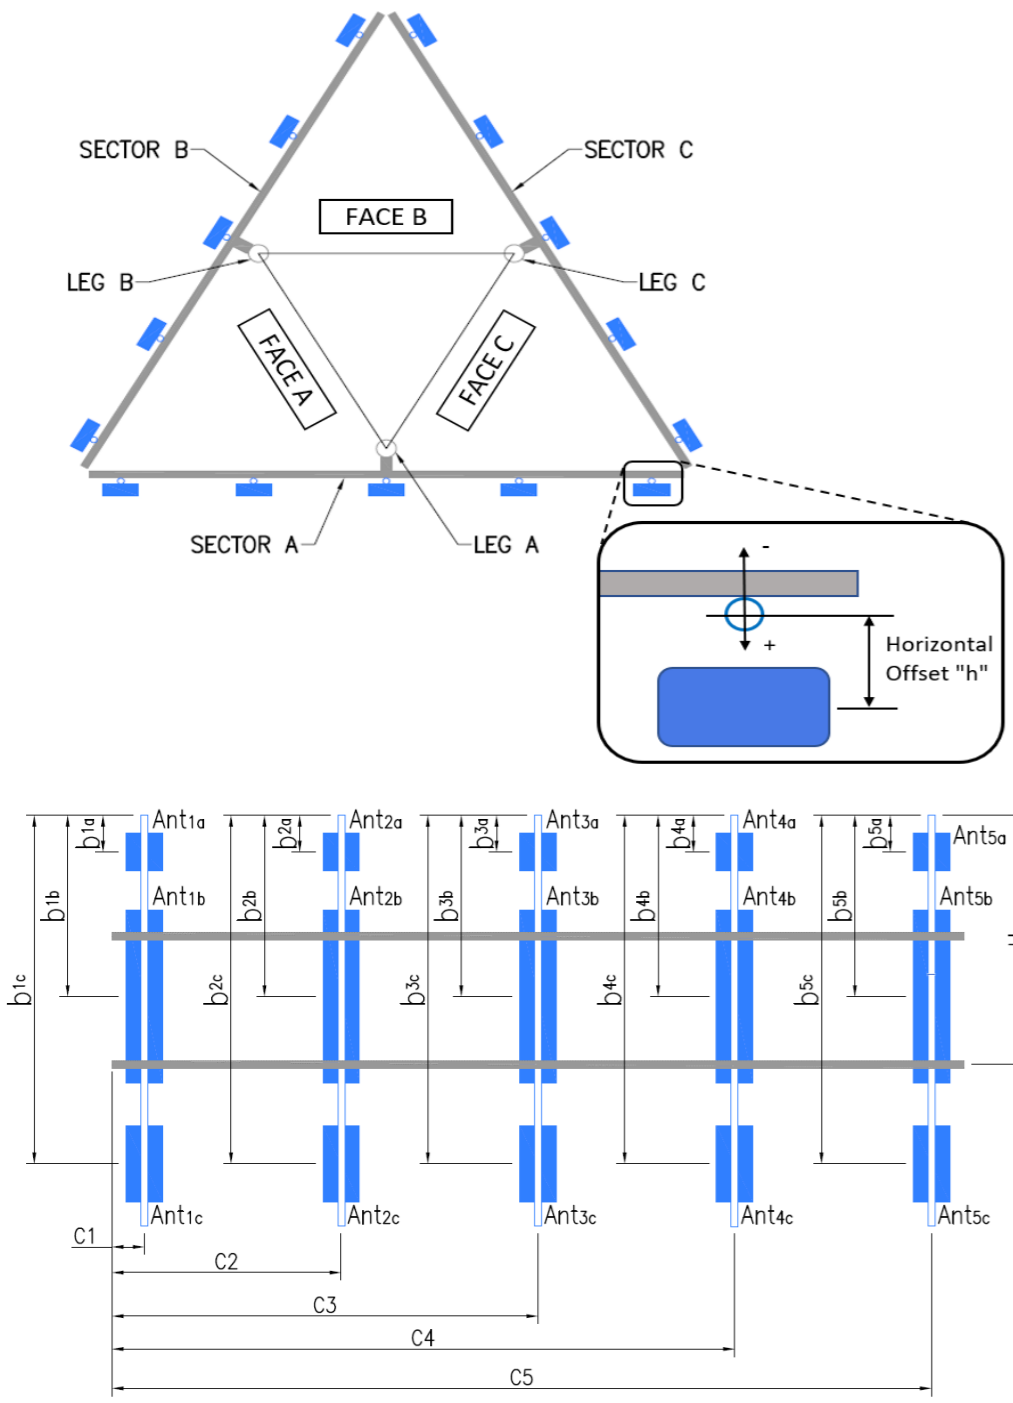 SECTOR B
SECTOR C
FACE B
LEG B
LEG C
FACE A
FACE C
SECTOR A
LEG A
-
+
Horizontal
Offset "h"
b1a
Ant1a
b2a
Ant2a
b3a
Ant3a
b4a
Ant4a
b5a
Ant5a
b1b
Ant1b
b2b
Ant2b
b3b
Ant3b
b4b
Ant4b
b5b
Ant5b
b1c
b2c
b3c
b4c
b5c
Ant1c
Ant2c
Ant3c
Ant4c
Ant5c
C1
C2
C3
C4
C5